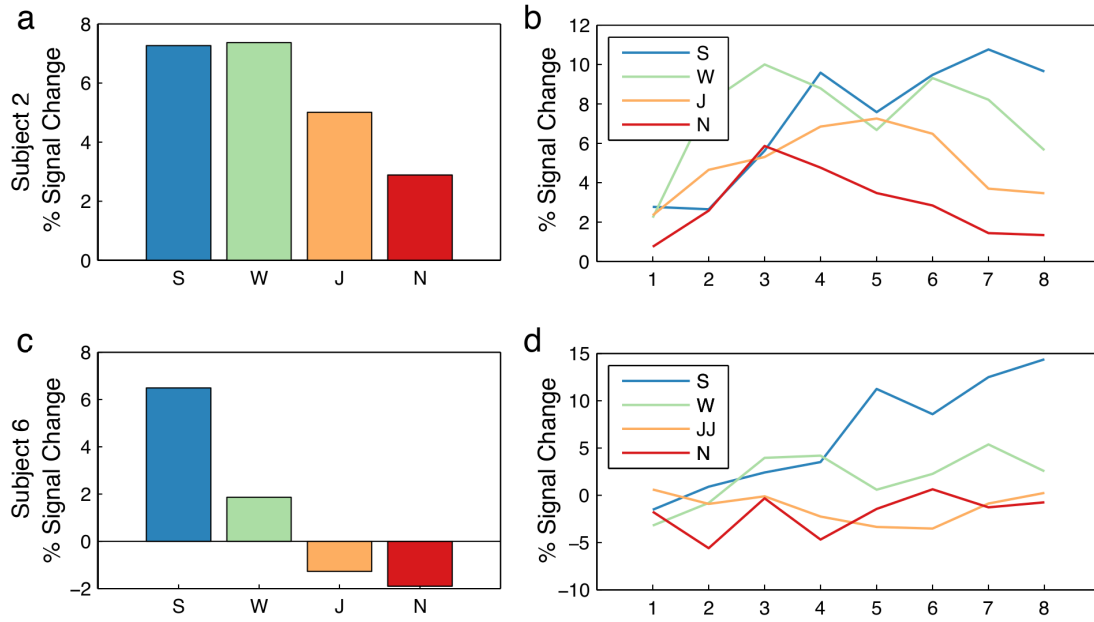 a
Subject 2
% Signal Change
8
6
4
2
0
S W J N
b
% Signal Change
12
10
8
6
4
2
0
S
W
J
N
1 2 3 4 5 6 7 8
c
Subject 6
% Signal Change
8
6
4
2
0
−2
S W J N
d
% Signal Change
15
10
5
0
−5
−10
S
W
JJ
N
1 2 3 4 5 6 7 8